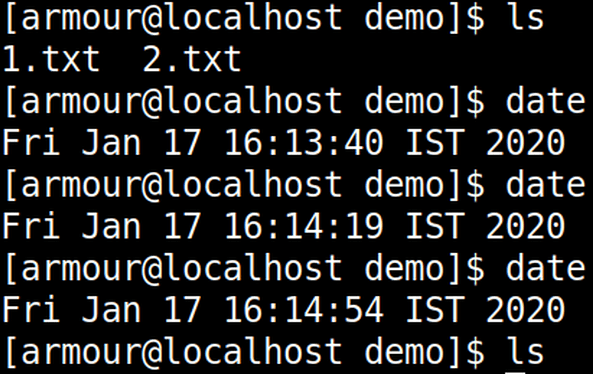 [armour@localhost demo]$ ls
1.txt  2.txt
[armour@localhost demo]$ date
Fri Jan 17 16:13:40 IST 2020
[armour@localhost demo]$ date
Fri Jan 17 16:14:19 IST 2020
[armour@localhost demo]$ date
Fri Jan 17 16:14:54 IST 2020
[armour@localhost demo]$ ls